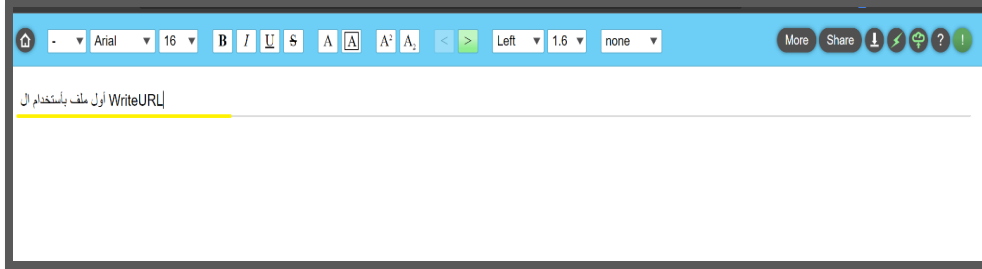 - Arial 16 B I U S A A A² A₂ < > Left 1.6 none More Share ? !
أول ملف بأستخدام ال WriteURL